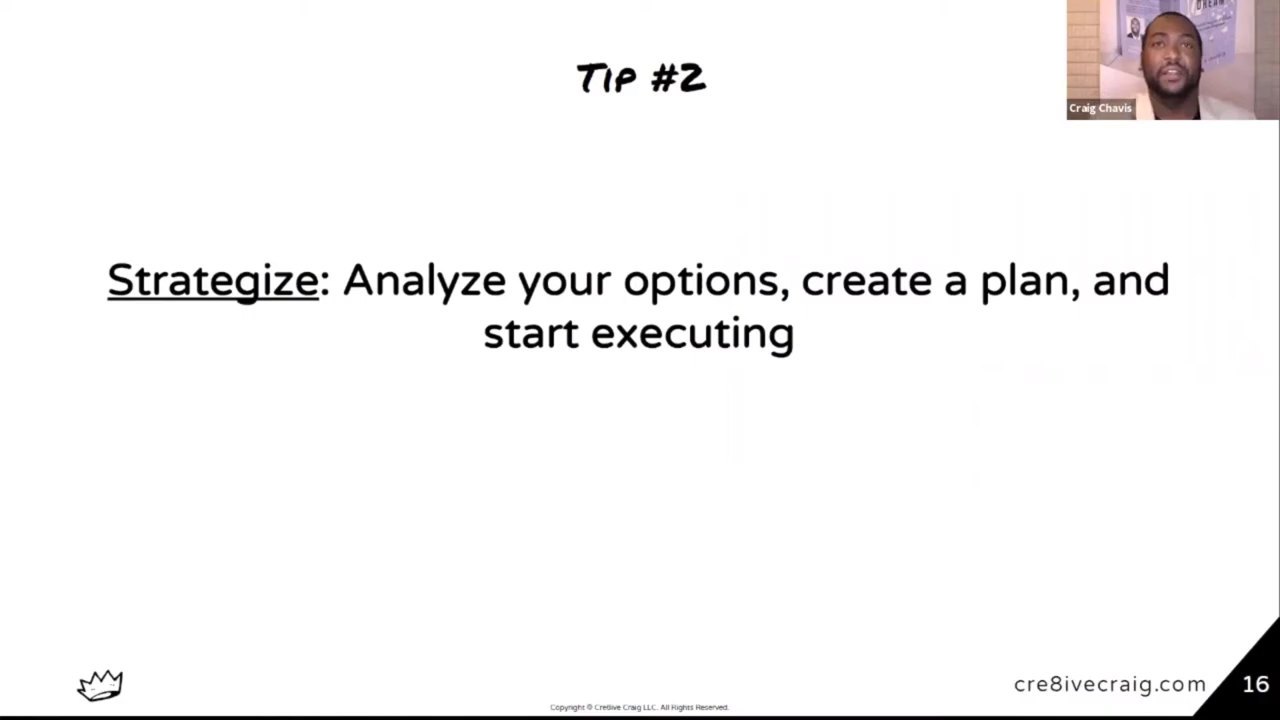 Tip #2
DREAM
Craig Chavis
Strategize: Analyze your options, create a plan, and
start executing
cre8ivecraig.com
16
Copyright © Cre8ive Craig LLC. All Rights Reserved.